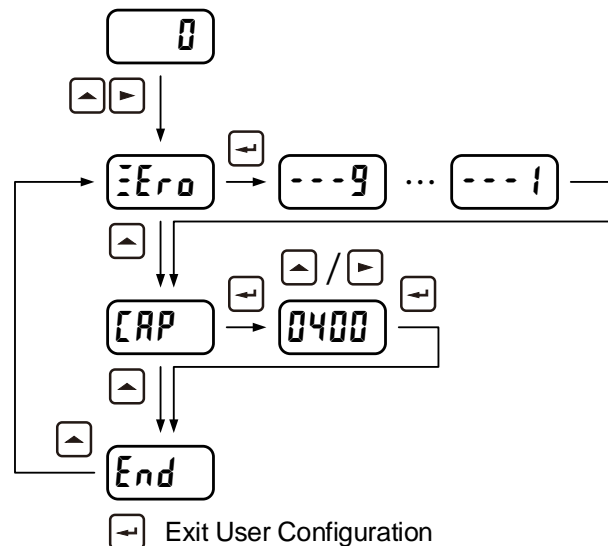 0
ZEro
---9 ... ---1
/
CAP
0400
End
Exit User Configuration